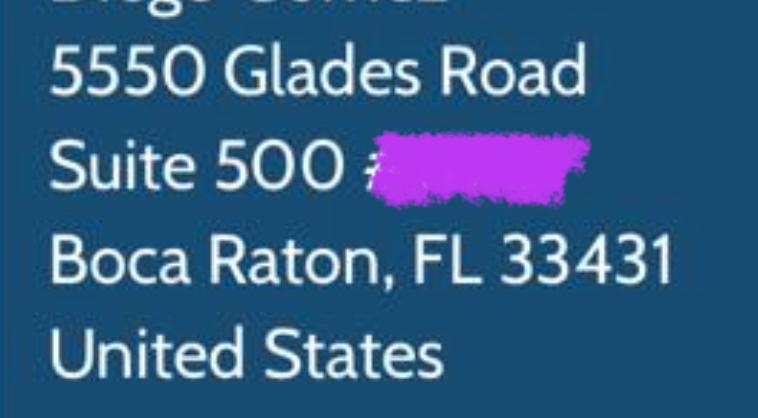 5550 Glades Road
Suite 500 #
Boca Raton, FL 33431
United States